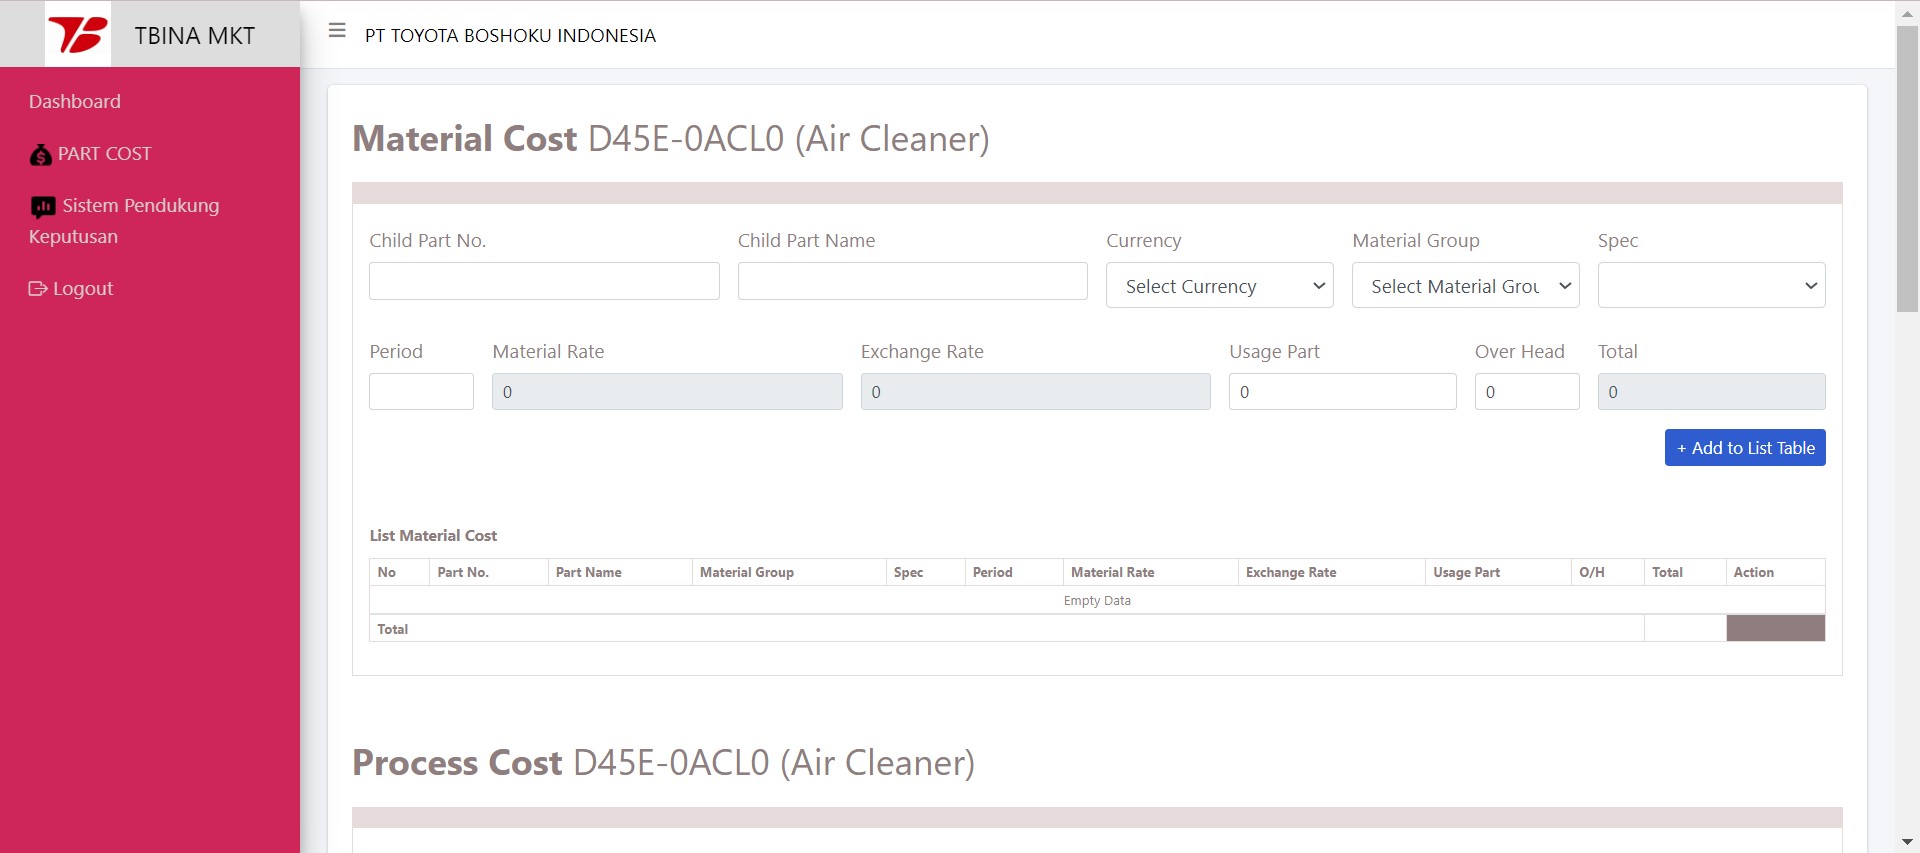 TBINA MKT
PT TOYOTA BOSHOKU INDONESIA
Dashboard
PART COST
Sistem Pendukung
Keputusan
Logout
Material Cost D45E-0ACL0 (Air Cleaner)
Child Part No. Child Part Name Currency Material Group Spec
Select Currency Select Material Grou
Period Material Rate Exchange Rate Usage Part Over Head Total
0 0 0 0 0
+ Add to List Table
List Material Cost
No Part No. Part Name Material Group Spec Period Material Rate Exchange Rate Usage Part O/H Total Action
Empty Data
Total
Process Cost D45E-0ACL0 (Air Cleaner)